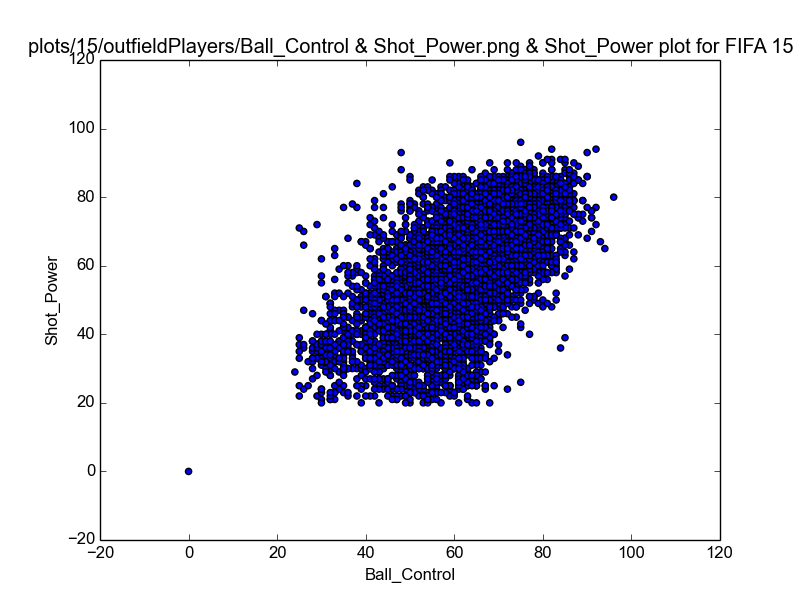 plots/15/outfieldPlayers/Ball_Control & Shot_Power.png & Shot_Power plot for FIFA 15
120
100
80
60
40
20
0
−20
Shot_Power
−20 0 20 40 60 80 100 120
Ball_Control